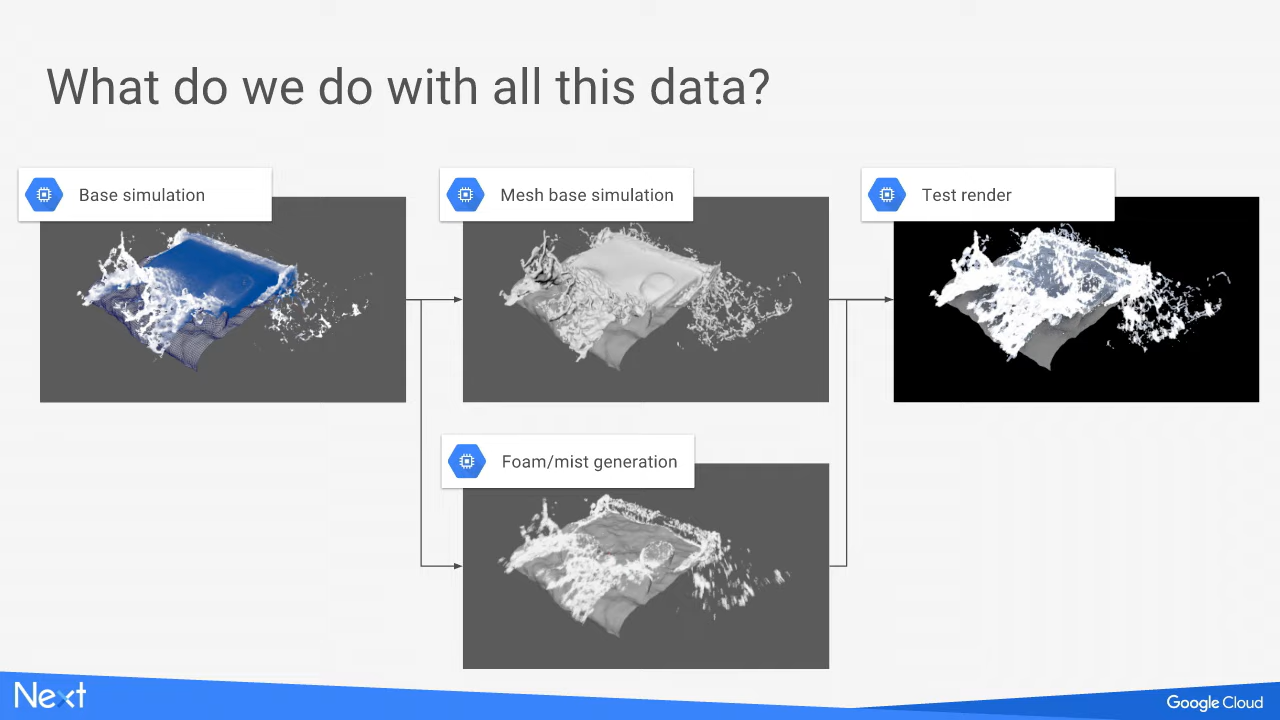 What do we do with all this data?
Base simulation
Mesh base simulation
Test render
Foam/mist generation
Next
Google Cloud